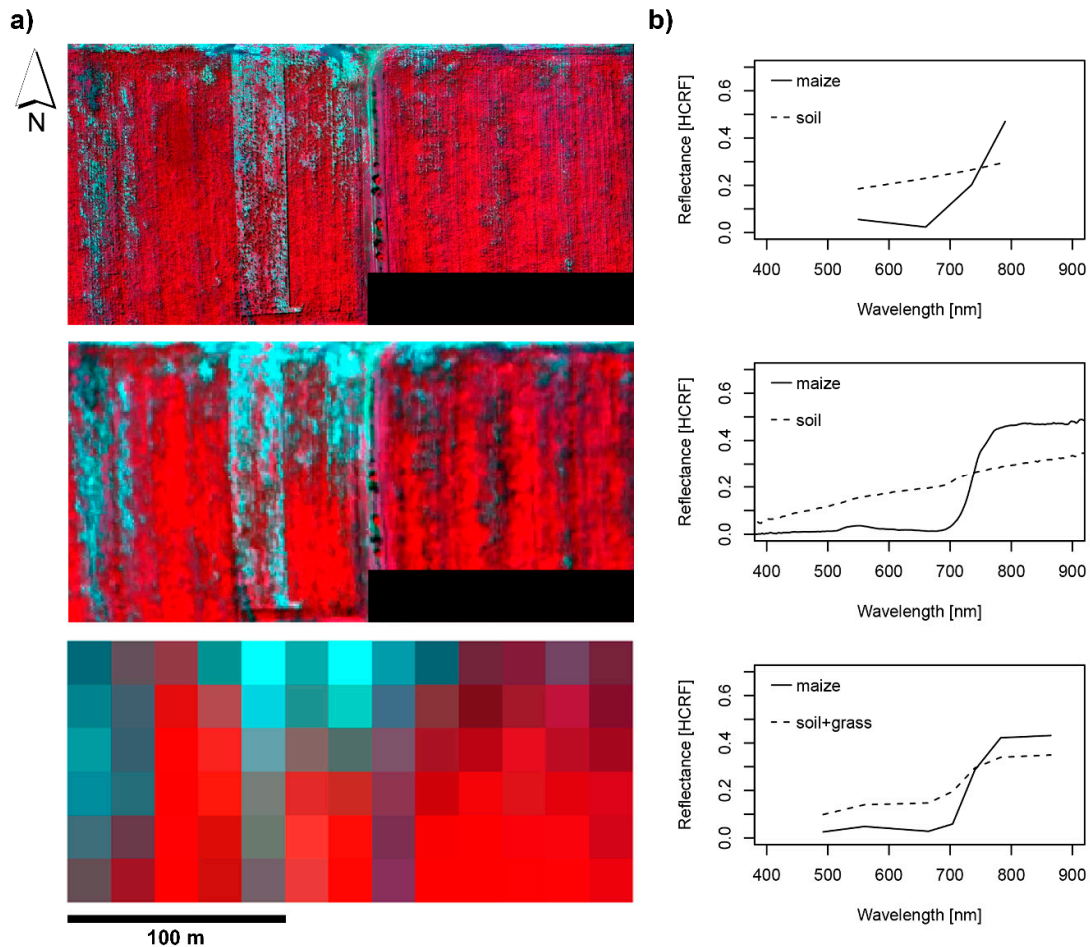 a)
N
100 m
b)
maize
soil
Reflectance [HCRF]
0.0 0.2 0.4 0.6
400 500 600 700 800 900
Wavelength [nm]
maize
soil
Reflectance [HCRF]
0.0 0.2 0.4 0.6
400 500 600 700 800 900
Wavelength [nm]
maize
soil+grass
Reflectance [HCRF]
0.0 0.2 0.4 0.6
400 500 600 700 800 900
Wavelength [nm]